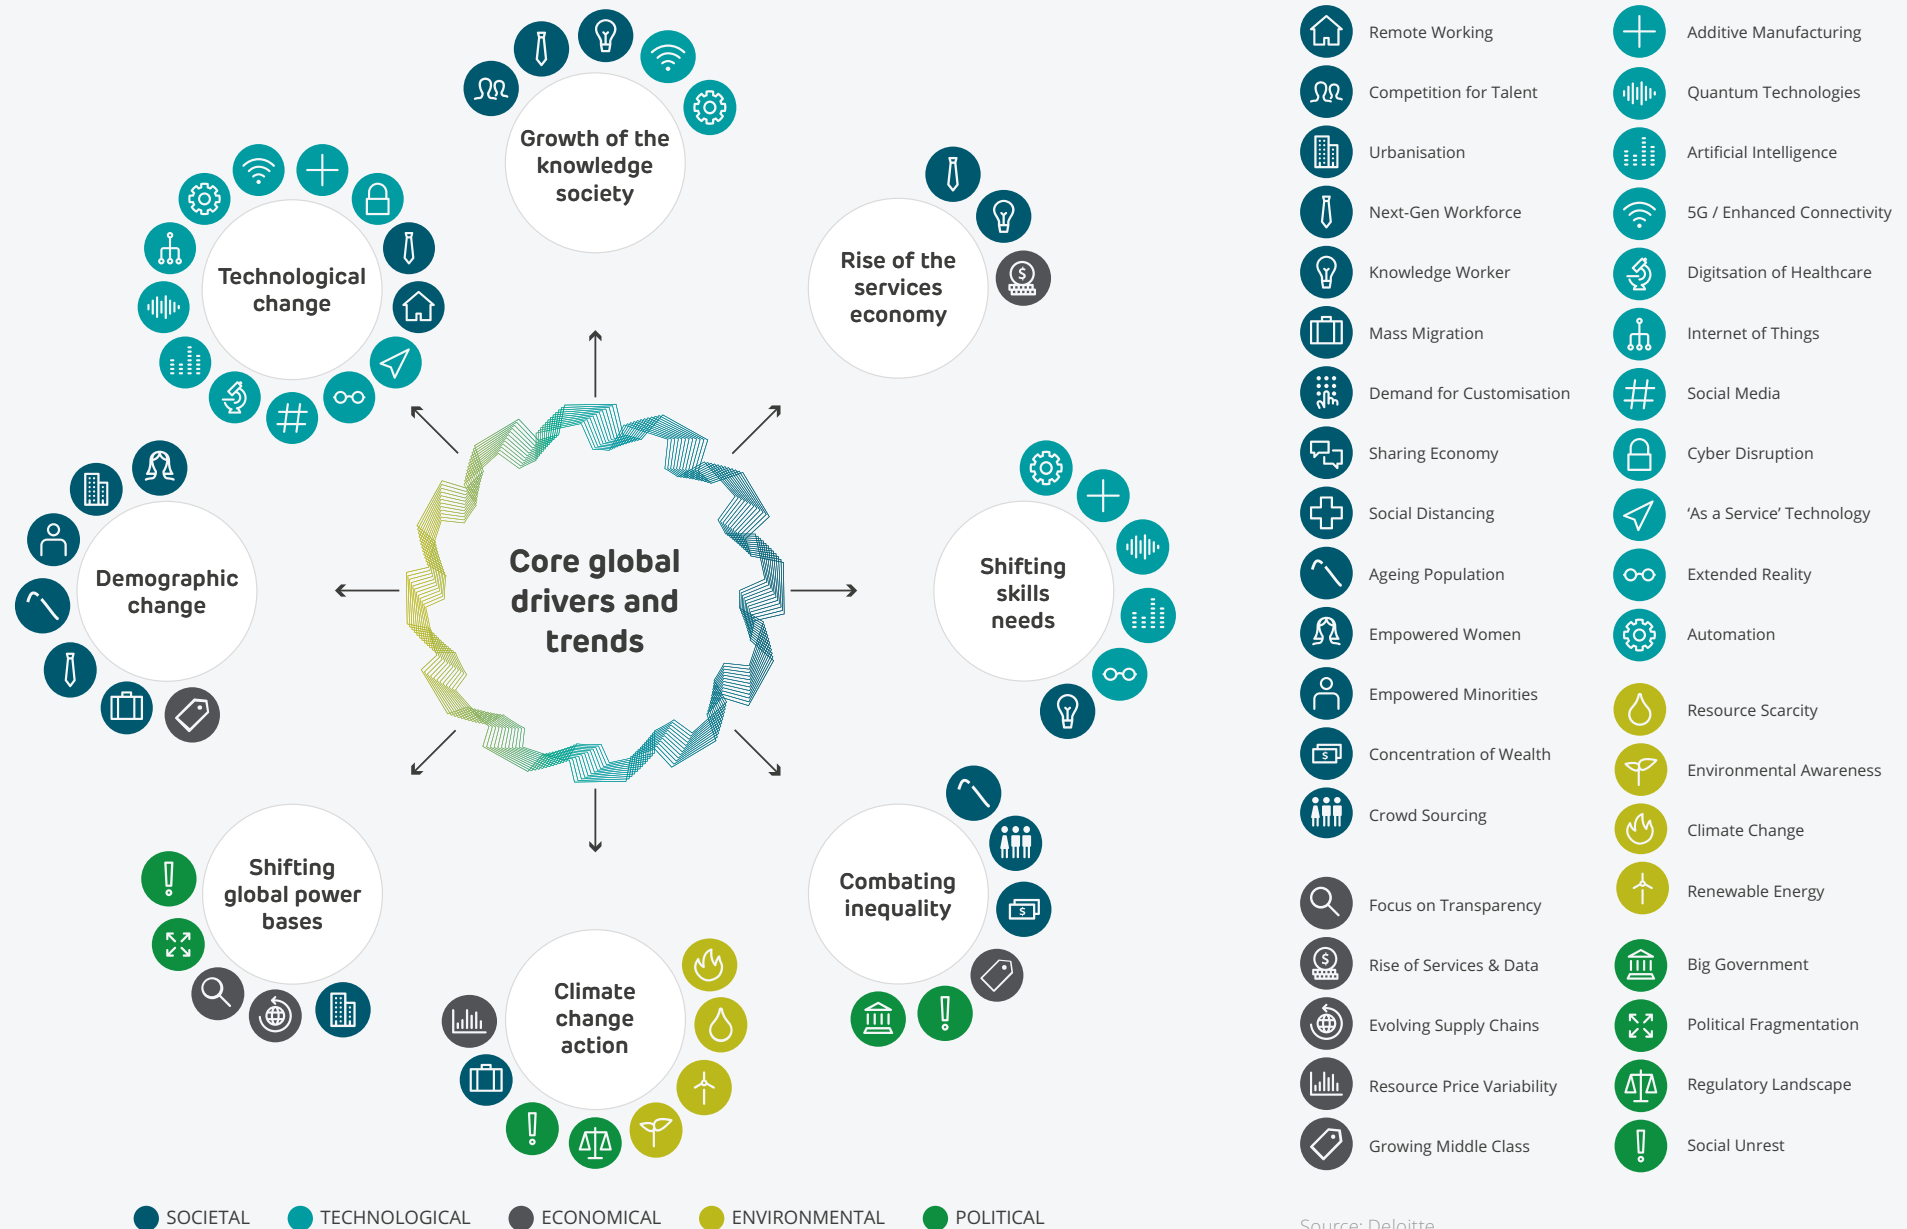 Growth of the
knowledge
society
Rise of the
services
economy
Technological
change
Shifting
skills
needs
Core global
drivers and
trends
Demographic
change
Combating
inequality
Shifting
global power
bases
Climate
change
action
SOCIETAL
TECHNOLOGICAL
ECONOMICAL
ENVIRONMENTAL
POLITICAL
Remote Working
Competition for Talent
Urbanisation
Next-Gen Workforce
Knowledge Worker
Mass Migration
Demand for Customisation
Sharing Economy
Social Distancing
Ageing Population
Empowered Women
Empowered Minorities
Concentration of Wealth
Crowd Sourcing
Focus on Transparency
Rise of Services & Data
Evolving Supply Chains
Resource Price Variability
Growing Middle Class
Additive Manufacturing
Quantum Technologies
Artificial Intelligence
5G / Enhanced Connectivity
Digitsation of Healthcare
Internet of Things
Social Media
Cyber Disruption
‘As a Service’ Technology
Extended Reality
Automation
Resource Scarcity
Environmental Awareness
Climate Change
Renewable Energy
Big Government
Political Fragmentation
Regulatory Landscape
Social Unrest
Source: Deloitte